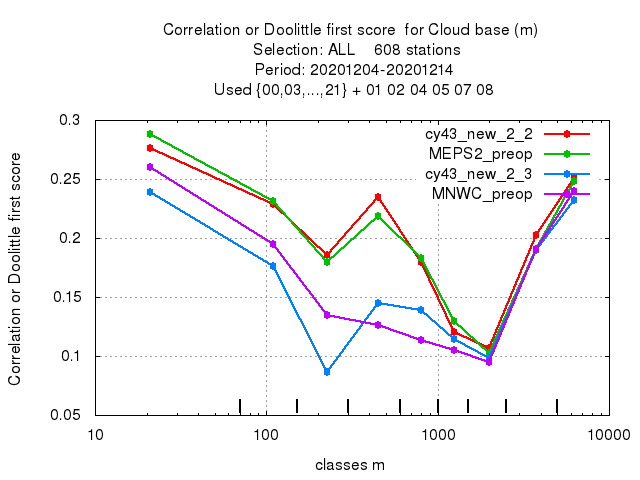 Correlation or Doolittle first score  for Cloud base (m)
Selection: ALL    608 stations
Period: 20201204-20201214
Used {00,03,...,21} + 01 02 04 05 07 08
Correlation or Doolittle first score
0.3
0.25
0.2
0.15
0.1
0.05
cy43_new_2_2
MEPS2_preop
cy43_new_2_3
MNWC_preop
10
100
1000
10000
classes m